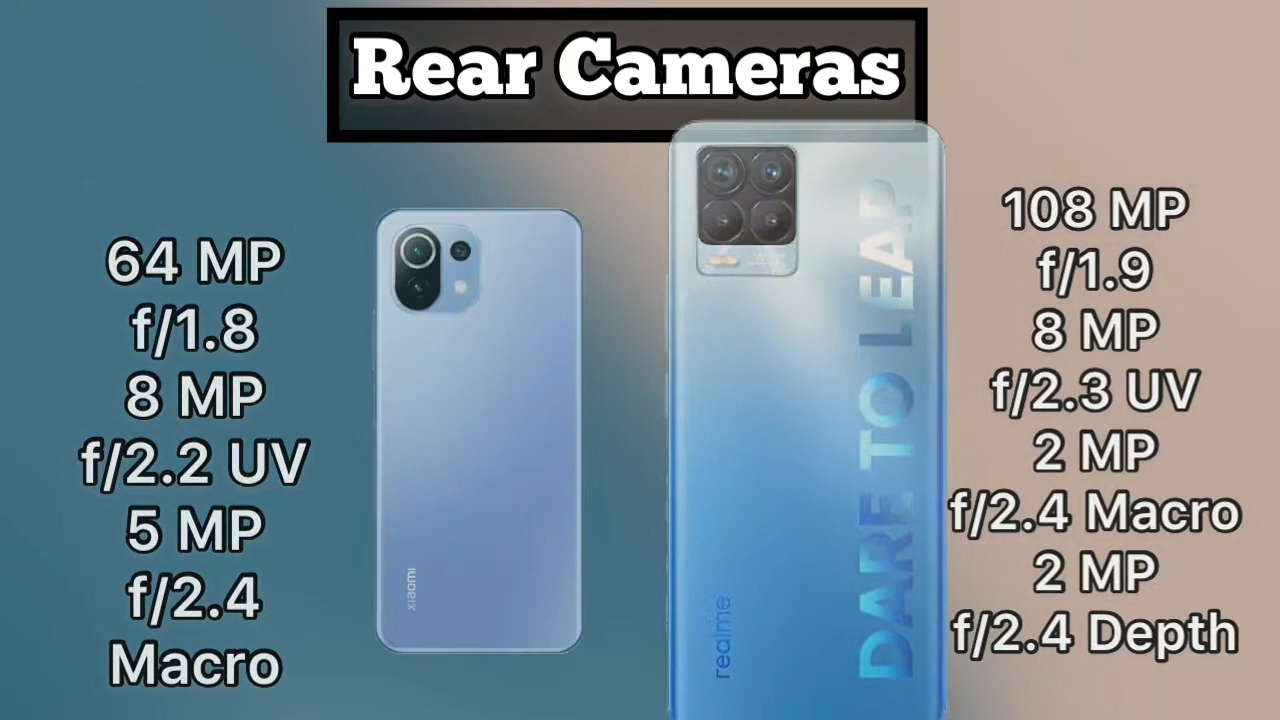 Rear Cameras
64 MP
f/1.8
8 MP
f/2.2 UV
5 MP
f/2.4
Macro
xiaomi
realme
DARE TO LEAP
108 MP
f/1.9
8 MP
f/2.3 UV
2 MP
f/2.4 Macro
2 MP
f/2.4 Depth